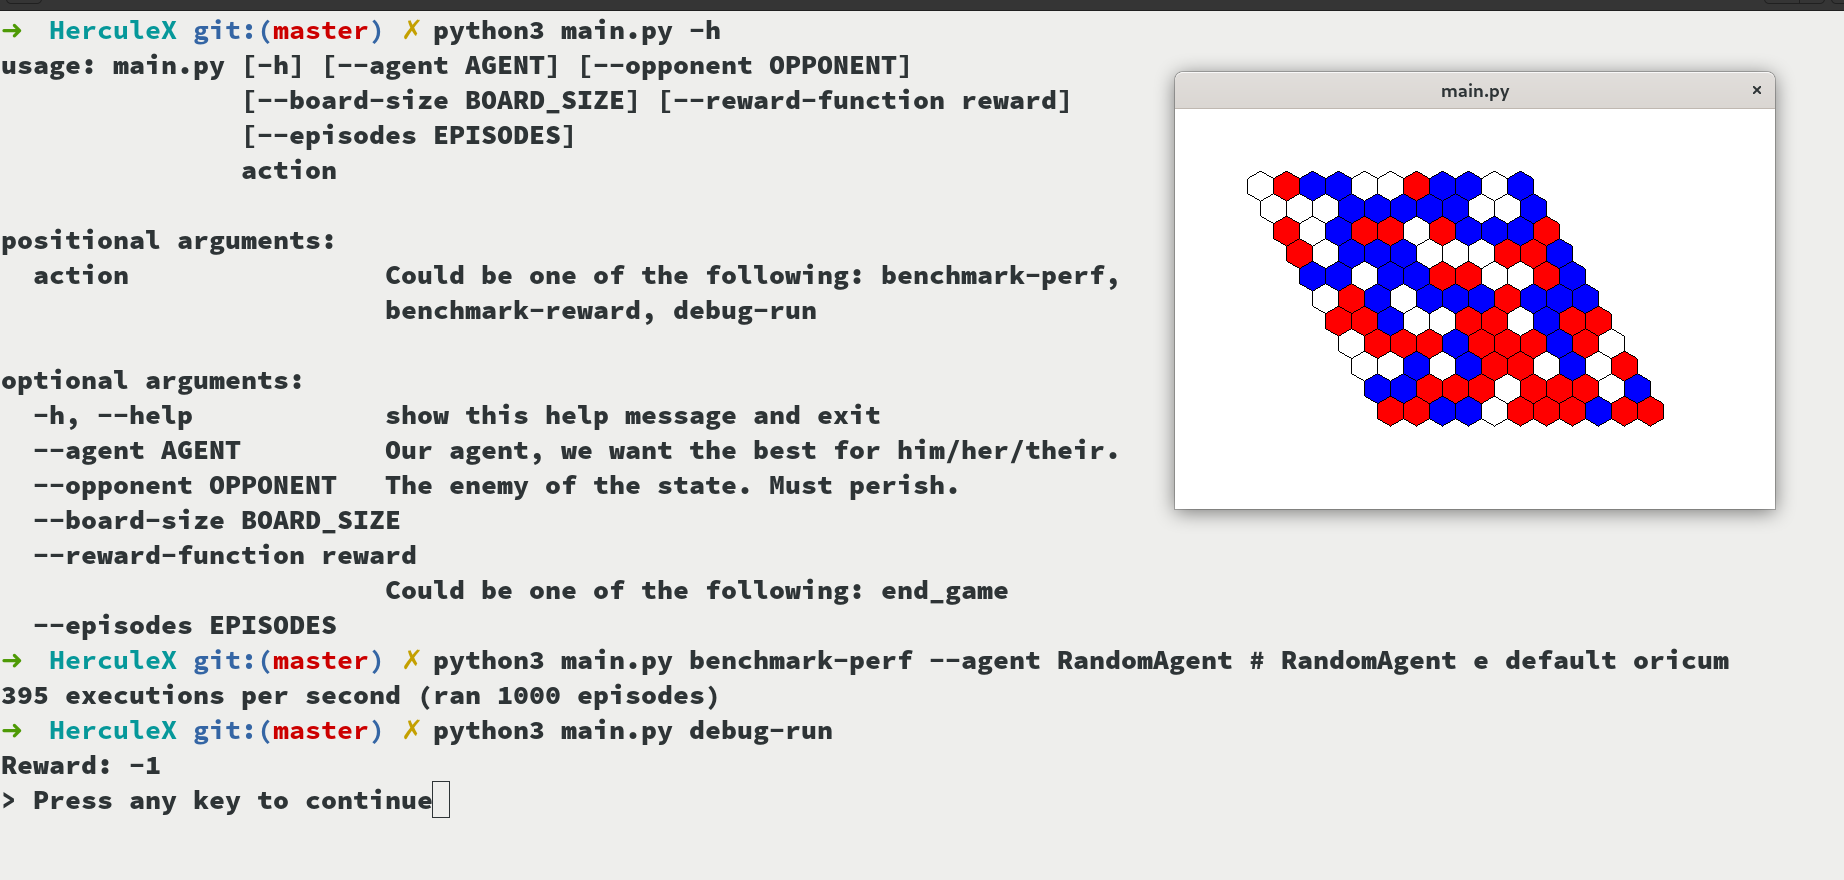 ➜  HerculeX git:(master) ✗ python3 main.py -h
usage: main.py [-h] [--agent AGENT] [--opponent OPPONENT]
               [--board-size BOARD_SIZE] [--reward-function reward]
               [--episodes EPISODES]
               action
positional arguments:
  action                Could be one of the following: benchmark-perf,
                        benchmark-reward, debug-run
optional arguments:
  -h, --help            show this help message and exit
  --agent AGENT         Our agent, we want the best for him/her/their.
  --opponent OPPONENT   The enemy of the state. Must perish.
  --board-size BOARD_SIZE
  --reward-function reward
                        Could be one of the following: end_game
  --episodes EPISODES
➜  HerculeX git:(master) ✗ python3 main.py benchmark-perf --agent RandomAgent # RandomAgent e default oricum
395 executions per second (ran 1000 episodes)
➜  HerculeX git:(master) ✗ python3 main.py debug-run
Reward: -1
> Press any key to continue
main.py